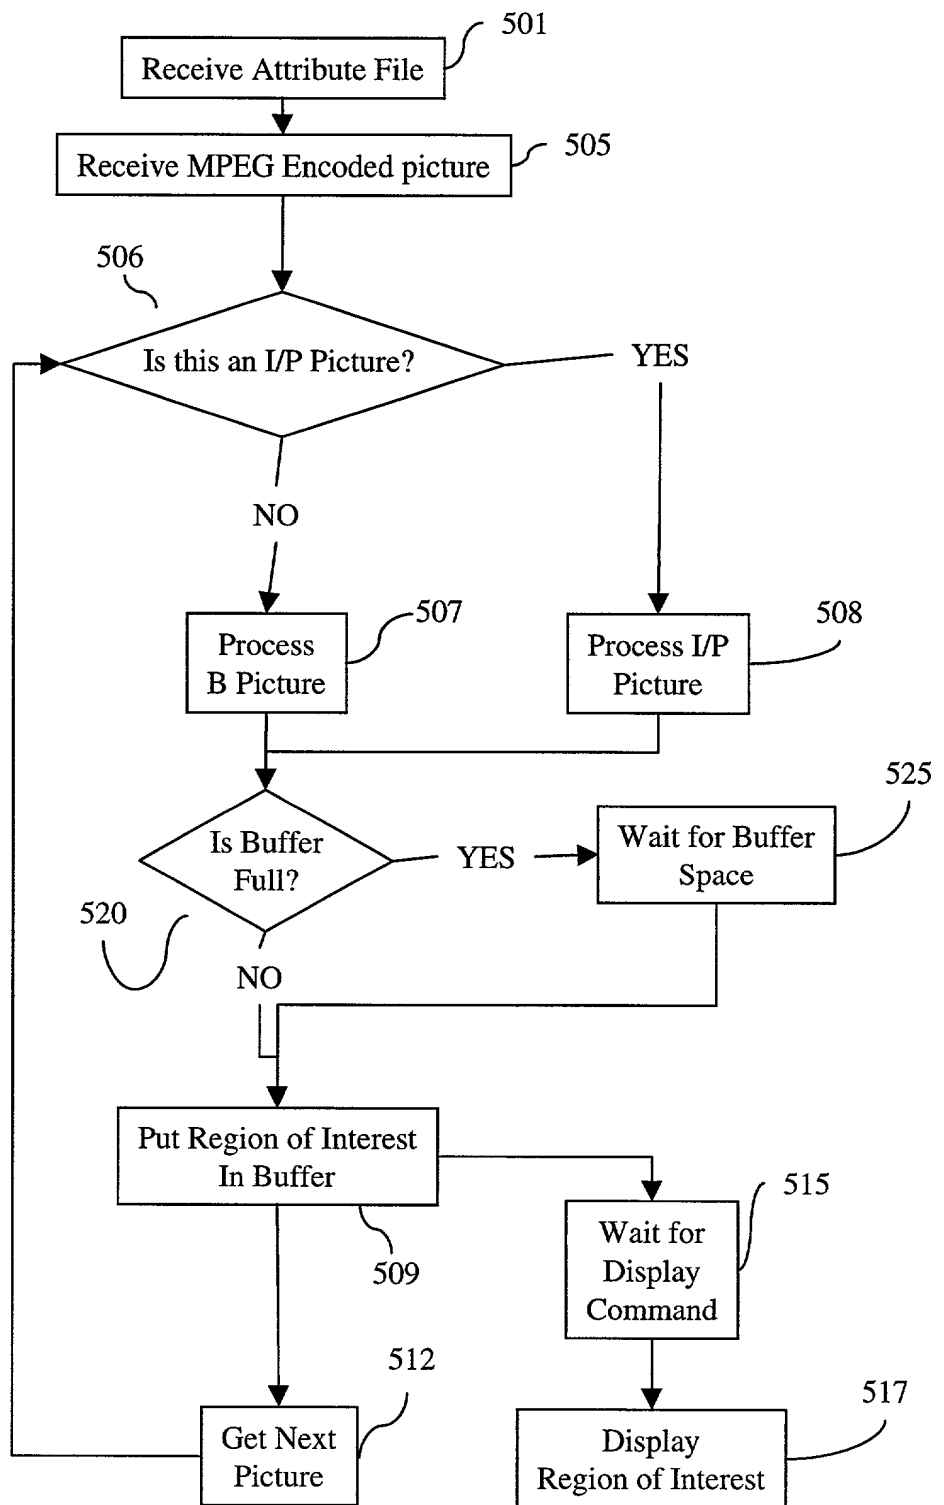 501
Receive Attribute File
505
Receive MPEG Encoded picture
506
Is this an I/P Picture?
YES
NO
507
508
Process
B Picture
Process I/P
Picture
525
Is Buffer
Full?
YES
Wait for Buffer
Space
520
NO
Put Region of Interest
In Buffer
515
509
Wait for
Display
Command
512
517
Get Next
Picture
Display
Region of Interest